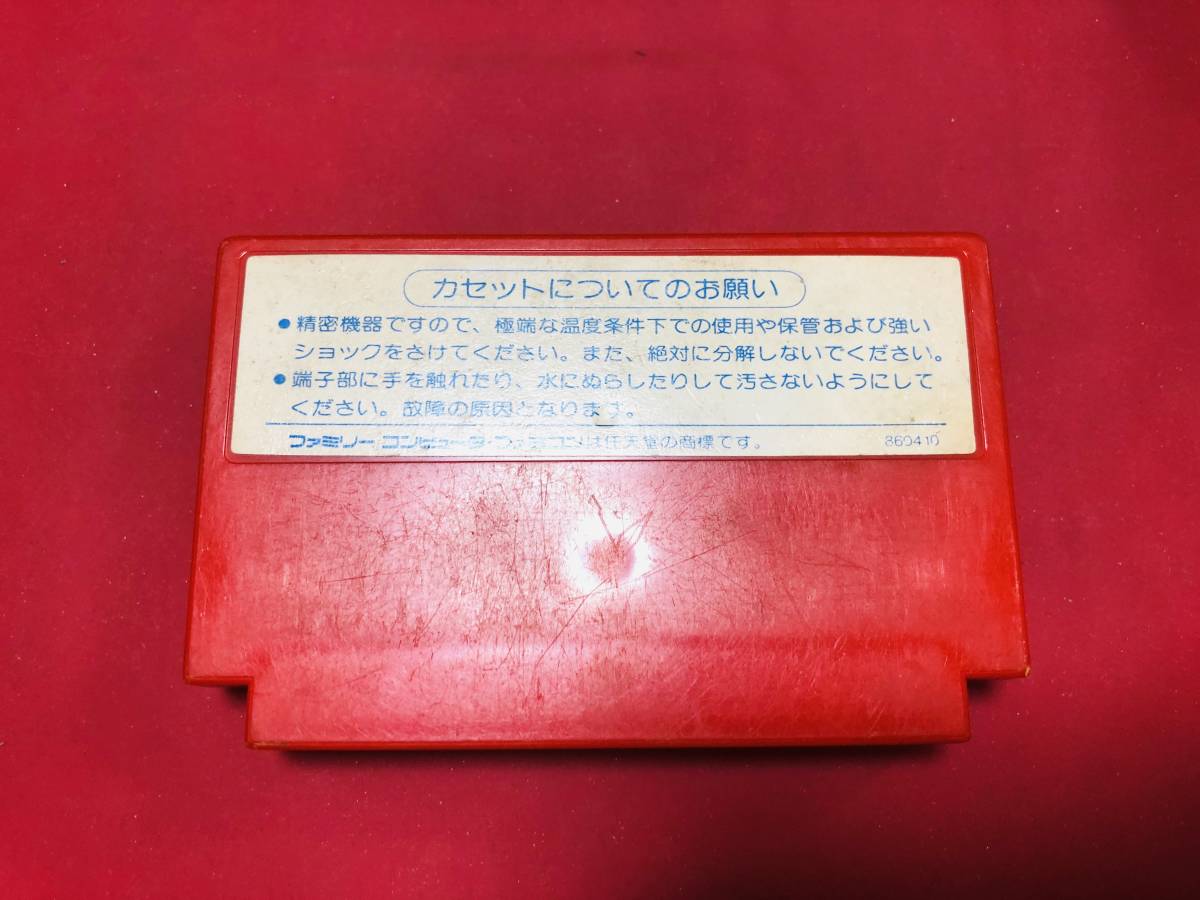 カセットについてのお願い
●精密機器ですので、極端な温度条件下での使用や保管および強い
ショックをさけてください。また、絶対に分解しないでください。
●端子部に手を触れたり、水にぬらしたりして汚さないようにして
ください。故障の原因となります。
ファミリーコンピュータ・ファミコンは任天堂の商標です。 860410